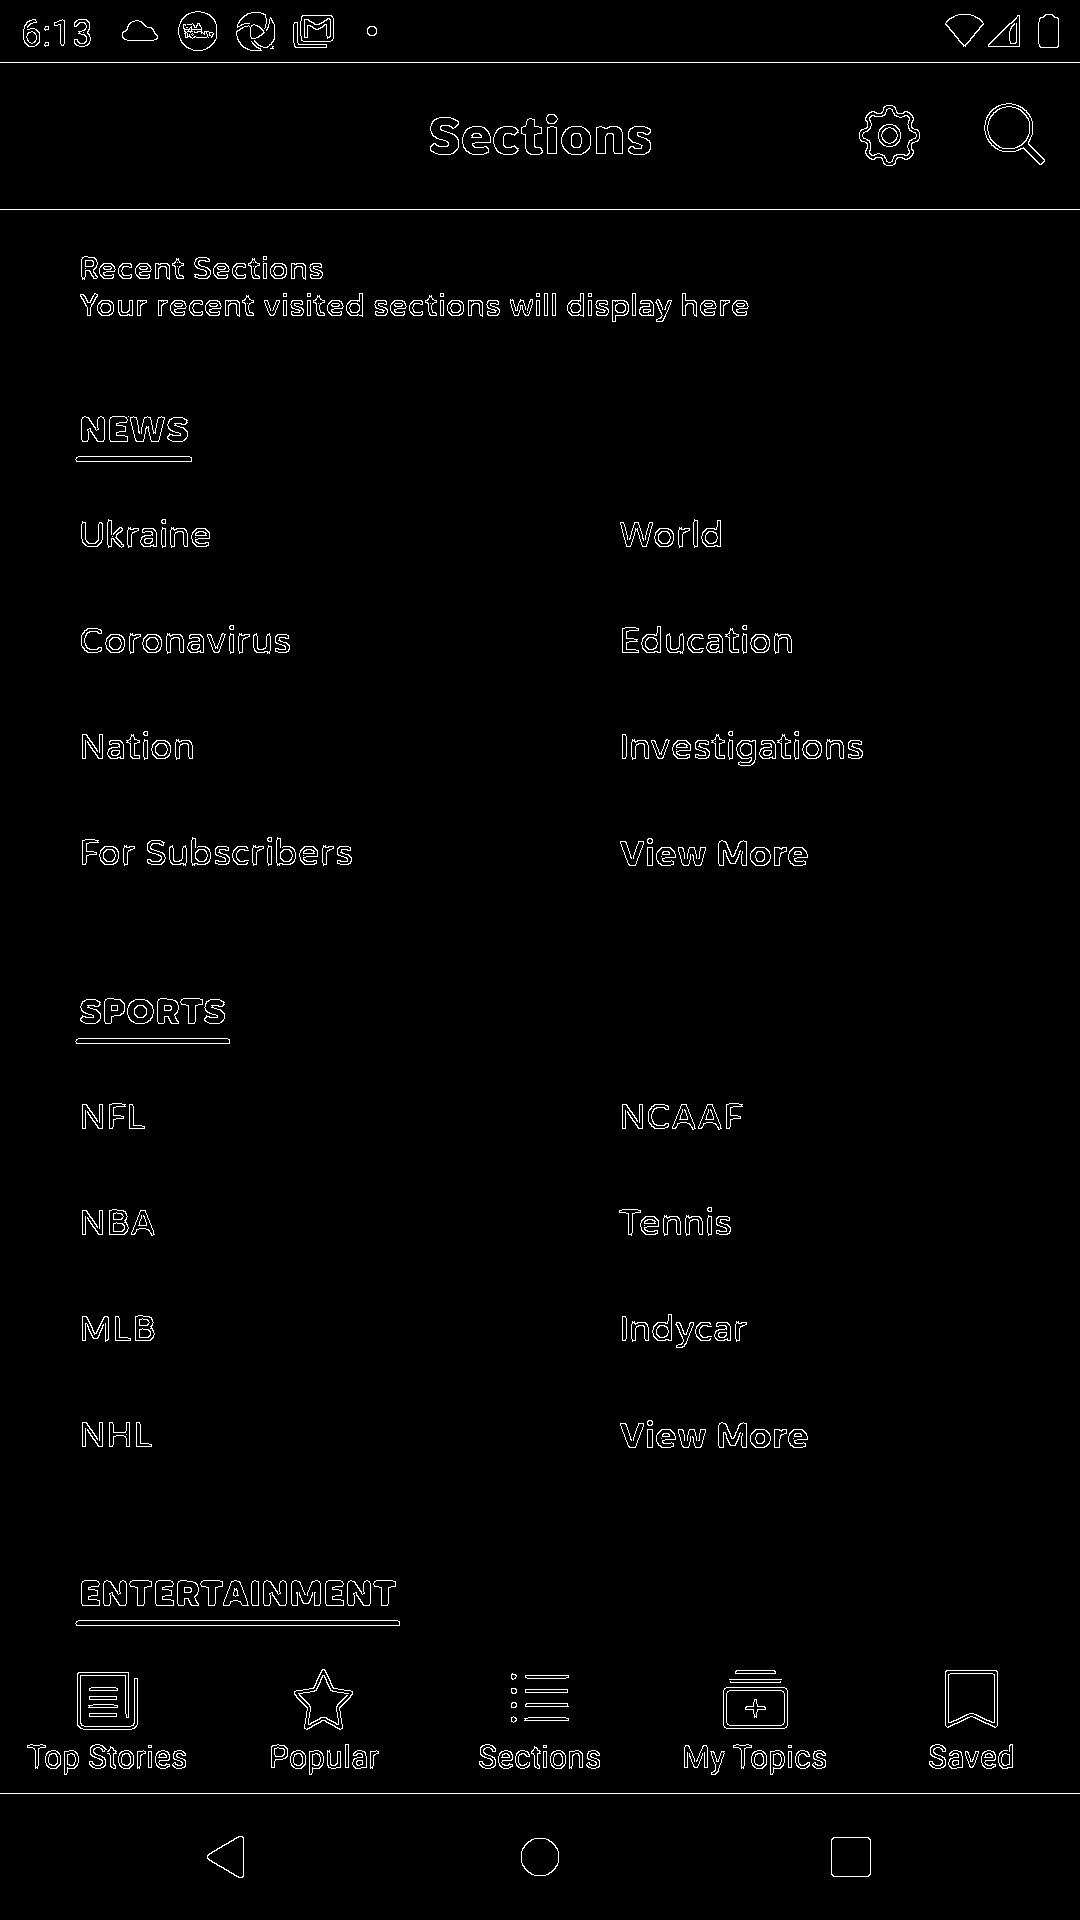 6:13
Sections
Recent Sections
Your recent visited sections will display here
NEWS
Ukraine World
Coronavirus Education
Nation Investigations
For Subscribers View More
SPORTS
NFL NCAAF
NBA Tennis
MLB Indycar
NHL View More
ENTERTAINMENT
Top Stories Popular Sections My Topics Saved